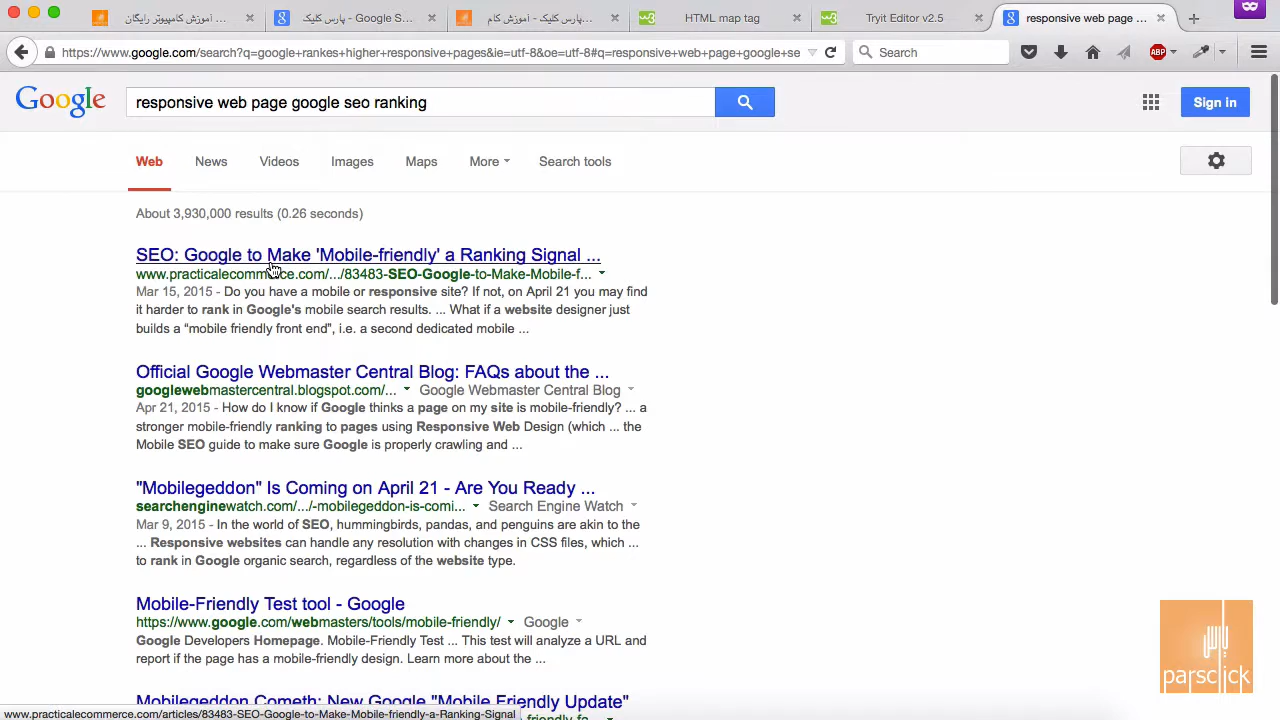 آموزش کامپیوتر رایگان
پارس کلیک - Google S...
پارس کلیک - آموزش کام...
HTML map tag
Tryit Editor v2.5
responsive web page ...
https://www.google.com/search?q=google+rankes+higher+responsive+pages&ie=utf-8&oe=utf-8#q=responsive+web+page+google+se
Search
ABP
Google
responsive web page google seo ranking
Sign in
Web
News
Videos
Images
Maps
More
Search tools
About 3,930,000 results (0.26 seconds)
SEO: Google to Make 'Mobile-friendly' a Ranking Signal ...
www.practicalecommerce.com/.../83483-SEO-Google-to-Make-Mobile-f...
Mar 15, 2015 - Do you have a mobile or responsive site? If not, on April 21 you may find
it harder to rank in Google's mobile search results. ... What if a website designer just
builds a “mobile friendly front end”, i.e. a second dedicated mobile ...
Official Google Webmaster Central Blog: FAQs about the ...
googlewebmastercentral.blogspot.com/... Google Webmaster Central Blog
Apr 21, 2015 - How do I know if Google thinks a page on my site is mobile-friendly? ... a
stronger mobile-friendly ranking to pages using Responsive Web Design (which ... the
Mobile SEO guide to make sure Google is properly crawling and ...
"Mobilegeddon" Is Coming on April 21 - Are You Ready ...
searchenginewatch.com/.../-mobilegeddon-is-comi... Search Engine Watch
Mar 9, 2015 - In the world of SEO, hummingbirds, pandas, and penguins are akin to the
... Responsive websites can handle any resolution with changes in CSS files, which ...
to rank in Google organic search, regardless of the website type.
Mobile-Friendly Test tool - Google
https://www.google.com/webmasters/tools/mobile-friendly/ Google
Google Developers Homepage. Mobile-Friendly Test ... This test will analyze a URL and
report if the page has a mobile-friendly design. Learn more about the ...
Mobilegeddon Cometh: New Google "Mobile Friendly Update"
www.practicalecommerce.com/articles/83483-SEO-Google-to-Make-Mobile-friendly-a-Ranking-Signal
parsclick